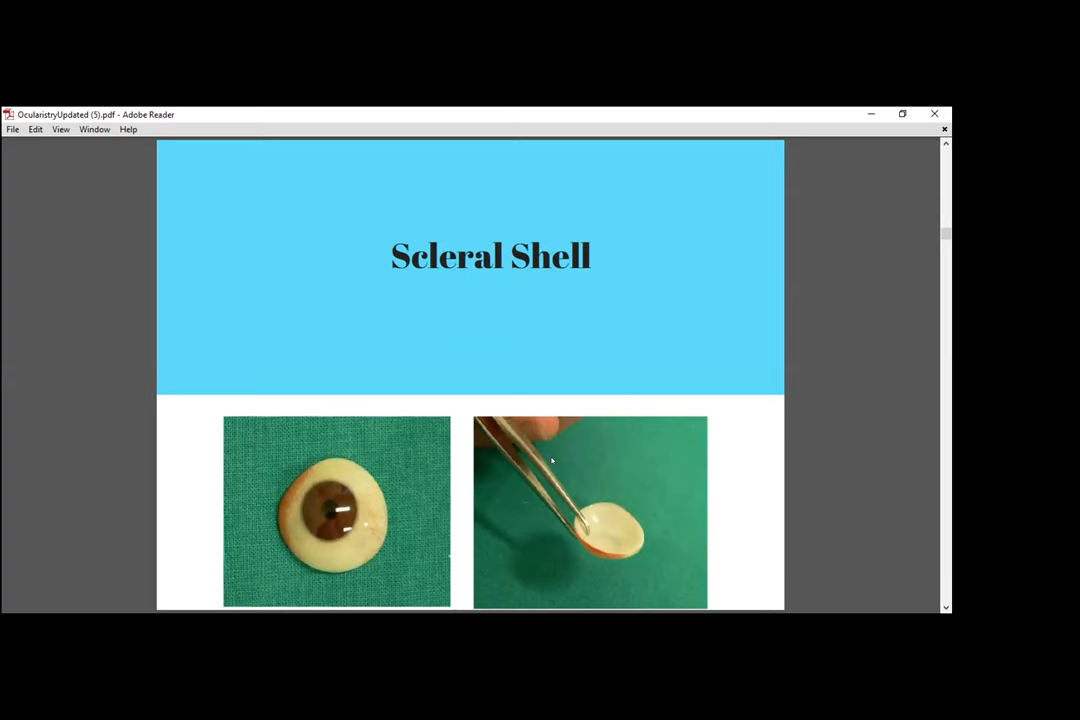 OcularistryUpdated (5).pdf - Adobe Reader
File Edit View Window Help
Scleral Shell